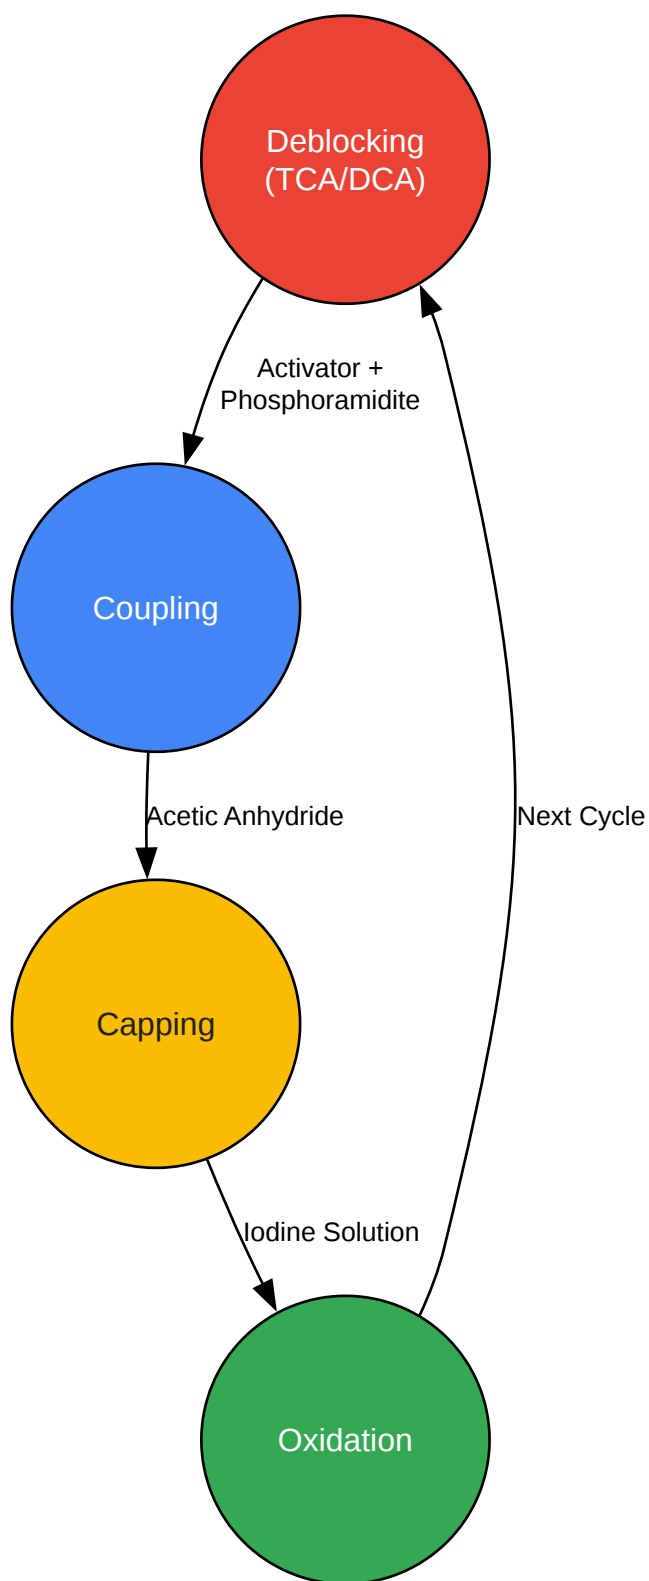 Deblocking
(TCA/DCA)
Activator +
Phosphoramidite
Coupling
Acetic Anhydride
Next Cycle
Capping
Iodine Solution
Oxidation